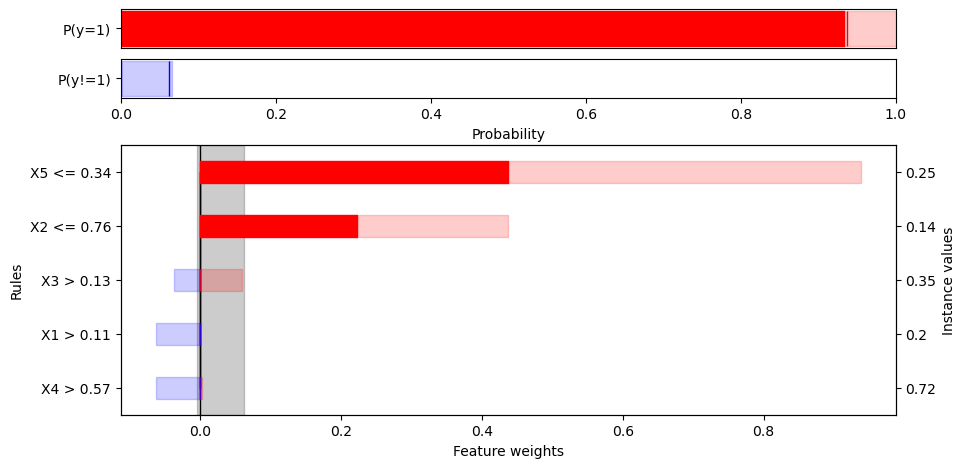 P(y=1)
P(y!=1)
0.0 0.2 0.4 0.6 0.8 1.0
Probability
X5 <= 0.34 0.25
X2 <= 0.76 0.14
X3 > 0.13 0.35
X1 > 0.11 0.2
X4 > 0.57 0.72
Rules
Instance values
0.0 0.2 0.4 0.6 0.8
Feature weights